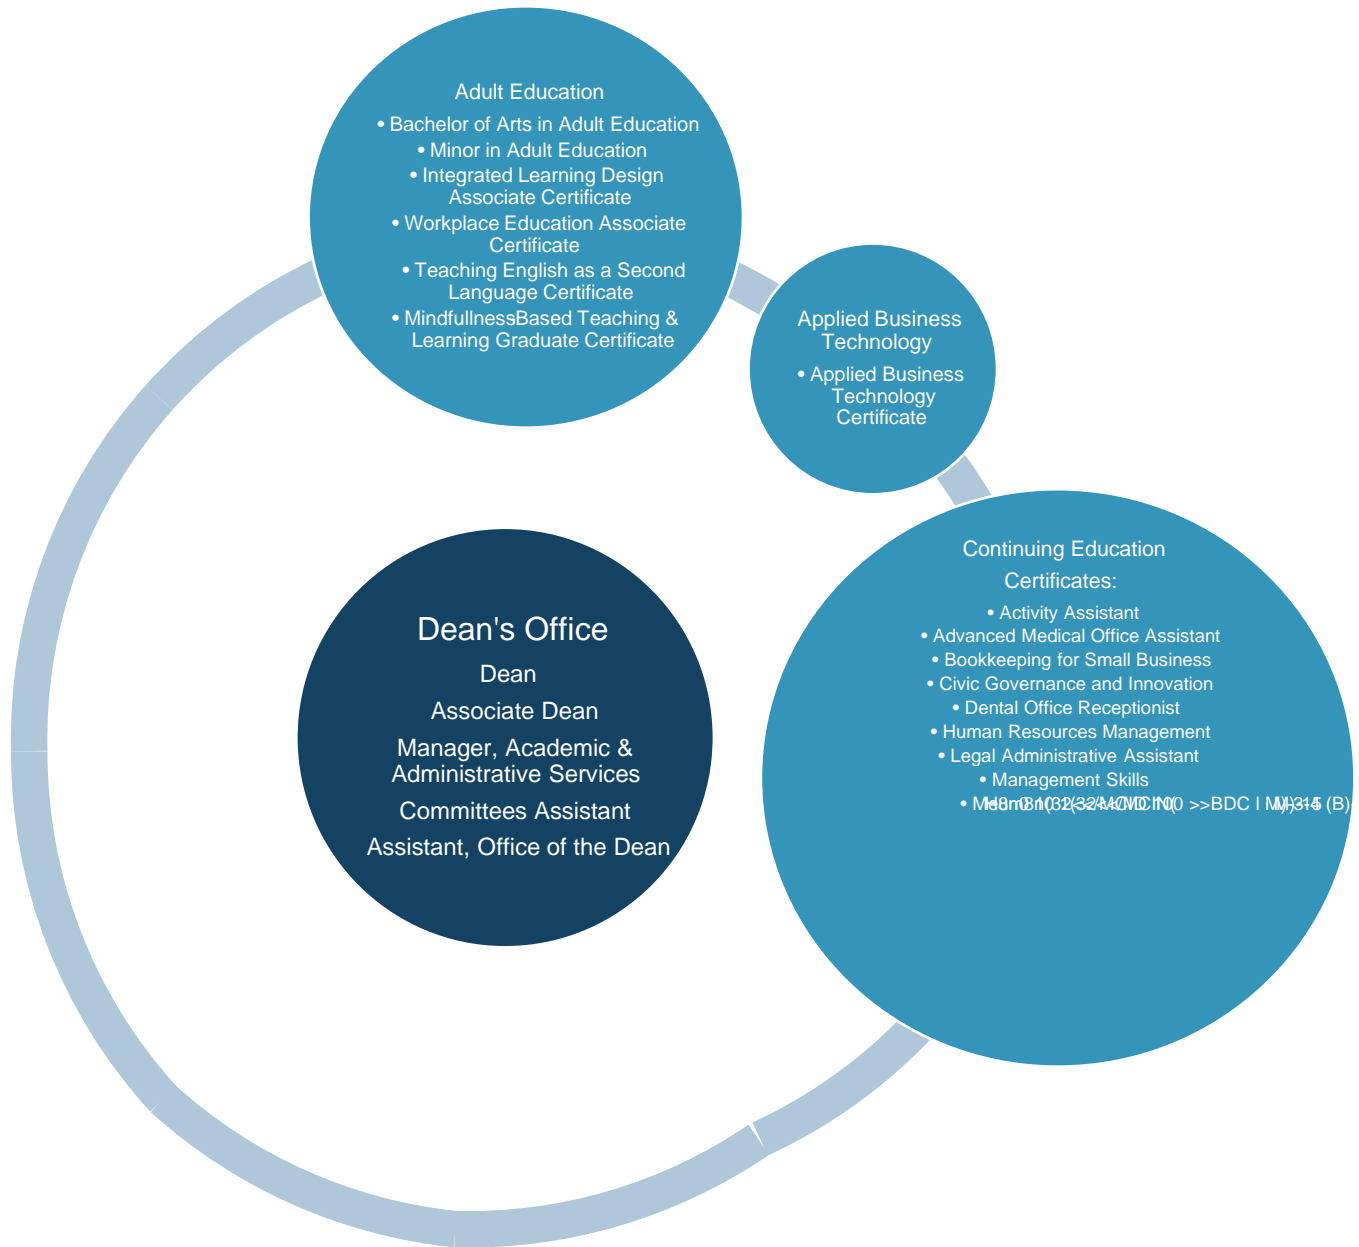 Adult Education
• Bachelor of Arts in Adult Education
• Minor in Adult Education
• Integrated Learning Design
Associate Certificate
• Workplace Education Associate
Certificate
• Teaching English as a Second
Language Certificate
• Mindfullness-Based Teaching &
Learning Graduate Certificate
Applied Business
Technology
• Applied Business
Technology
Certificate
Continuing Education
Certificates:
• Activity Assistant
• Advanced Medical Office Assistant
• Bookkeeping for Small Business
• Civic Governance and Innovation
• Dental Office Receptionist
• Human Resources Management
• Legal Administrative Assistant
• Management Skills
Dean's Office
Dean
Associate Dean
Manager, Academic &
Administrative Services
Committees Assistant
Assistant, Office of the Dean